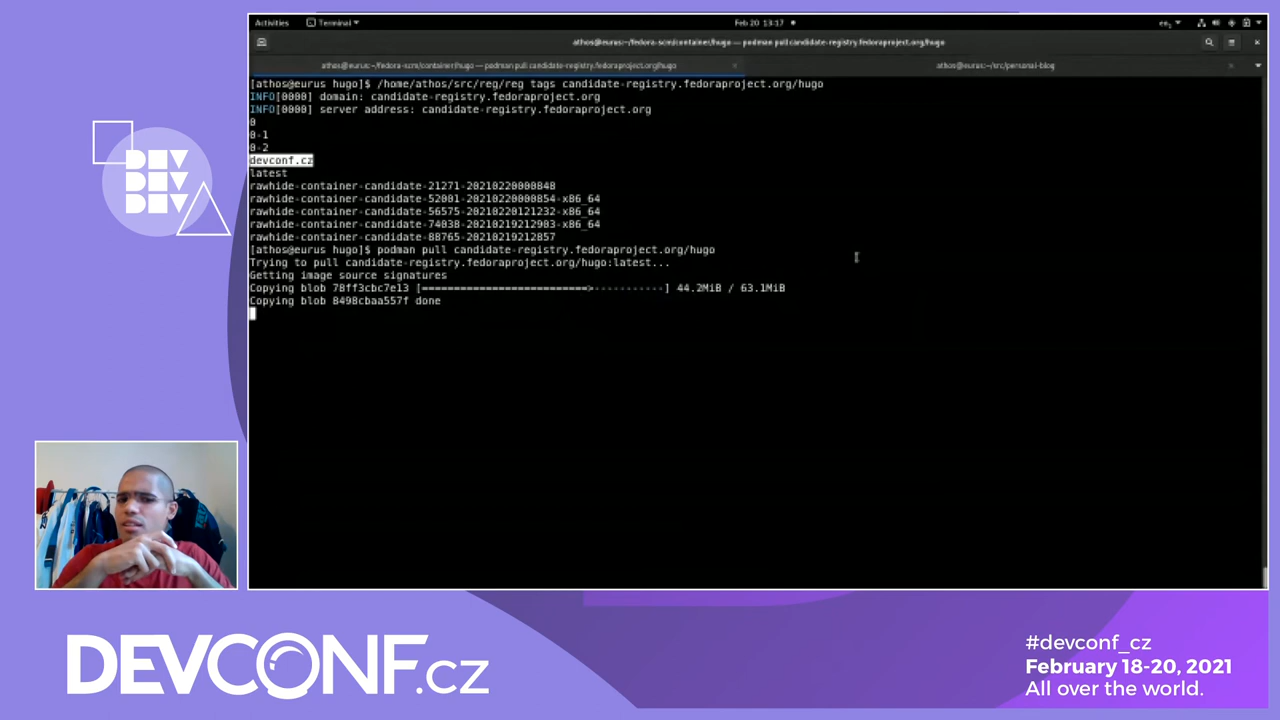 Activities Terminal Feb 20 13:17 en
athos@eurus:~/fedora-scm/container/hugo — podman pull candidate-registry.fedoraproject.org/hugo
athos@eurus:~/fedora-scm/container/hugo — podman pull candidate-registry.fedoraproject.org/hugo athos@eurus:~/src/personal-blog
[athos@eurus hugo]$ /home/athos/src/reg/reg tags candidate-registry.fedoraproject.org/hugo
INFO[0000] domain: candidate-registry.fedoraproject.org
INFO[0000] server address: candidate-registry.fedoraproject.org
0
0-1
0-2
devconf.cz
latest
rawhide-container-candidate-21271-20210220000848
rawhide-container-candidate-52001-20210220000854-x86_64
rawhide-container-candidate-56575-20210220121232-x86_64
rawhide-container-candidate-74038-20210219212903-x86_64
rawhide-container-candidate-88765-20210219212857
[athos@eurus hugo]$ podman pull candidate-registry.fedoraproject.org/hugo
Trying to pull candidate-registry.fedoraproject.org/hugo:latest...
Getting image source signatures
Copying blob 78ff3cbc7e13 [===========================>-----------] 44.2MiB / 63.1MiB
Copying blob 8498cbaa557f done
DEV
DEV
DEV
DEVCONF.cz
#devconf_cz
February 18-20, 2021
All over the world.